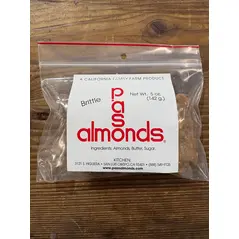 A CALIFORNIA FAMILY FARM PRODUCT
Brittle
Net Wt. 5 oz.
(142 g.)
Paso
almonds
Ingredients: Almonds, Butter, Sugar.
KITCHEN:
www.pasoalmonds.com